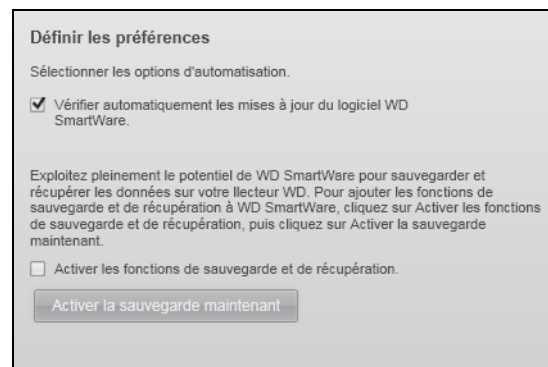 Définir les préférences
Sélectionner les options d'automatisation.
Vérifier automatiquement les mises à jour du logiciel WD
SmartWare.
Exploitez pleinement le potentiel de WD SmartWare pour sauvegarder et
récupérer les données sur votre llecteur WD. Pour ajouter les fonctions de
sauvegarde et de récupération à WD SmartWare, cliquez sur Activer les fonctions
de sauvegarde et de récupération, puis cliquez sur Activer la sauvegarde
maintenant.
Activer les fonctions de sauvegarde et de récupération.
Activer la sauvegarde maintenant